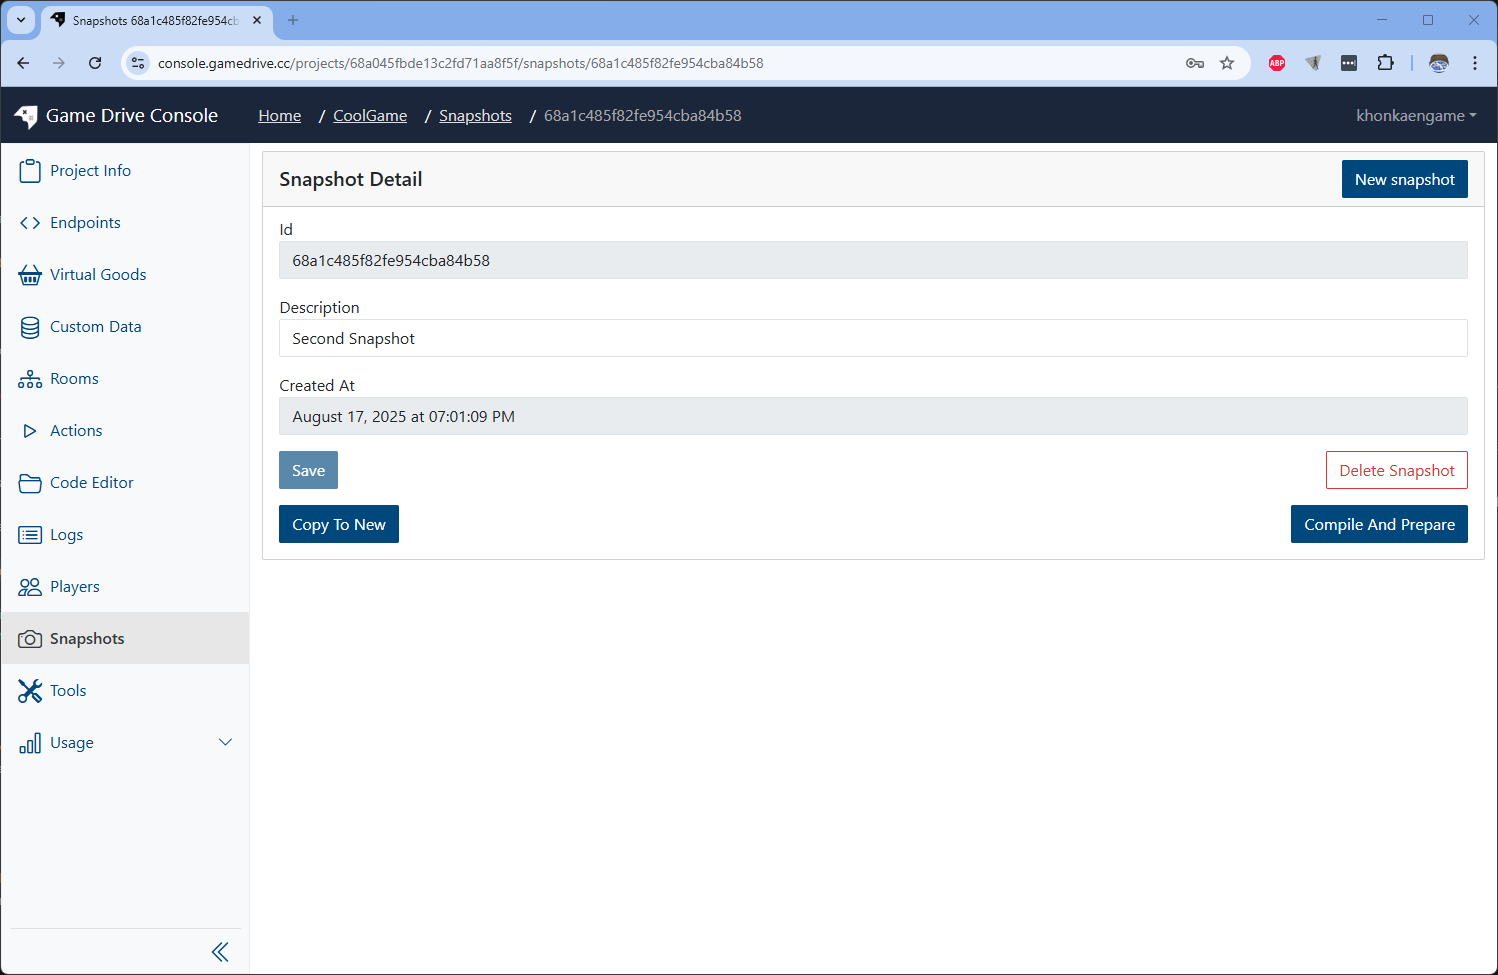 Snapshots 68a1c485f82fe954cb
console.gamedrive.cc/projects/68a045fbde13c2fd71aa8f5f/snapshots/68a1c485f82fe954cba84b58
ABP
Game Drive Console
Home / CoolGame / Snapshots / 68a1c485f82fe954cba84b58
khonkaengame
Project Info
Endpoints
Virtual Goods
Custom Data
Rooms
Actions
Code Editor
Logs
Players
Snapshots
Tools
Usage
Snapshot Detail
New snapshot
Id
68a1c485f82fe954cba84b58
Description
Second Snapshot
Created At
August 17, 2025 at 07:01:09 PM
Save
Delete Snapshot
Copy To New
Compile And Prepare